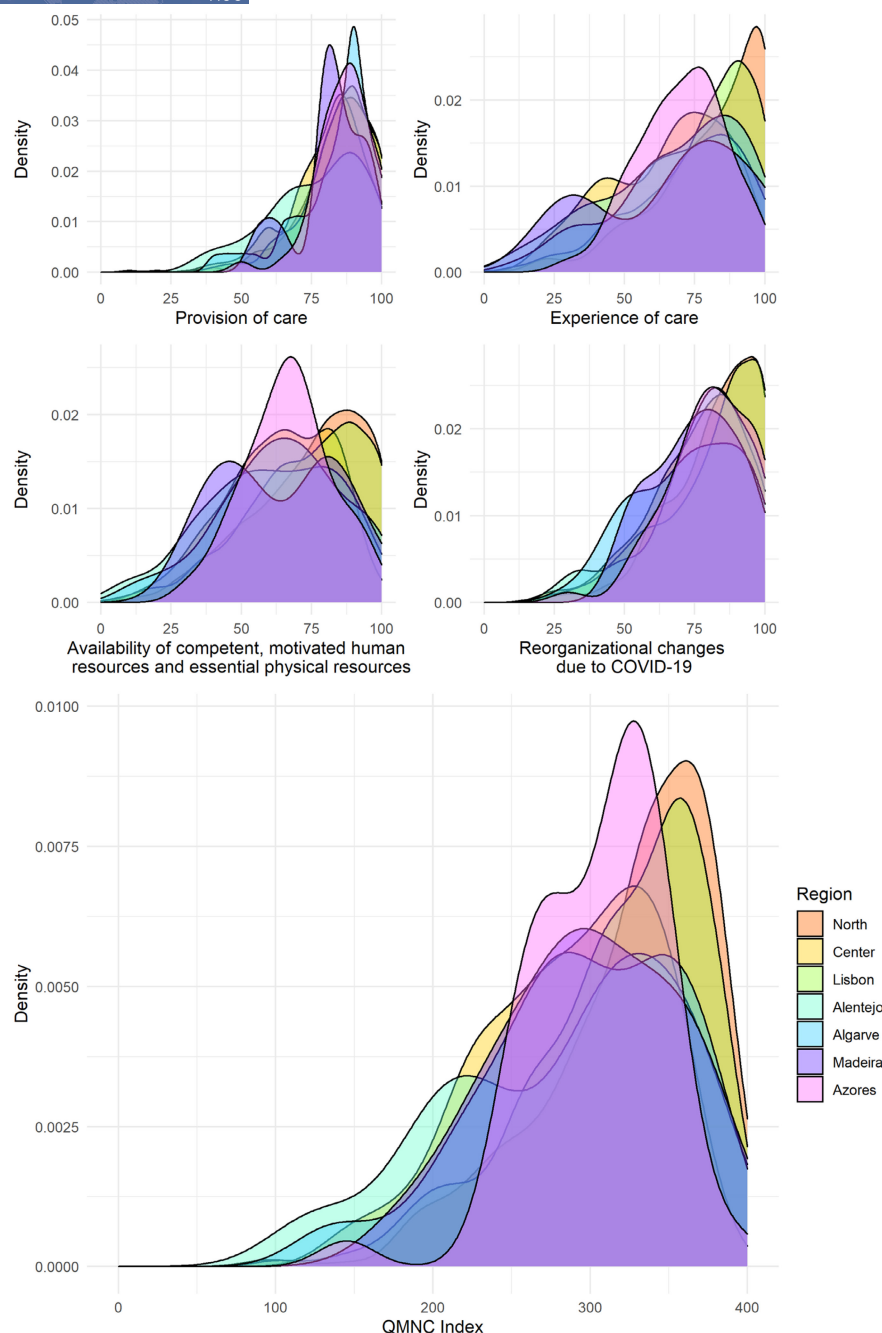 0.05
0.04
0.03
0.02
0.01
0.00
Density
0 25 50 75 100
Provision of care
0.02
0.01
0.00
Density
0 25 50 75 100
Experience of care
0.02
0.01
0.00
Density
0 25 50 75 100
Availability of competent, motivated human
resources and essential physical resources
0.02
0.01
0.00
Density
0 25 50 75 100
Reorganizational changes
due to COVID-19
0.0100
0.0075
0.0050
0.0025
0.0000
Density
0 100 200 300 400
QMNC Index
Region
North
Center
Lisbon
Alentejo
Algarve
Madeira
Azores